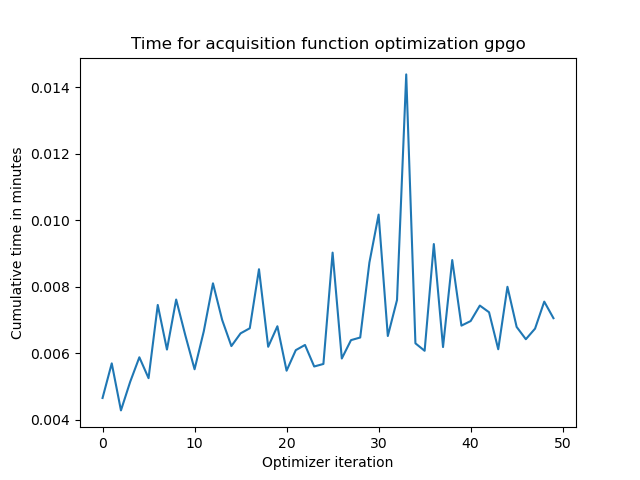 Time for acquisition function optimization gpgo
Cumulative time in minutes
0.014
0.012
0.010
0.008
0.006
0.004
0 10 20 30 40 50
Optimizer iteration